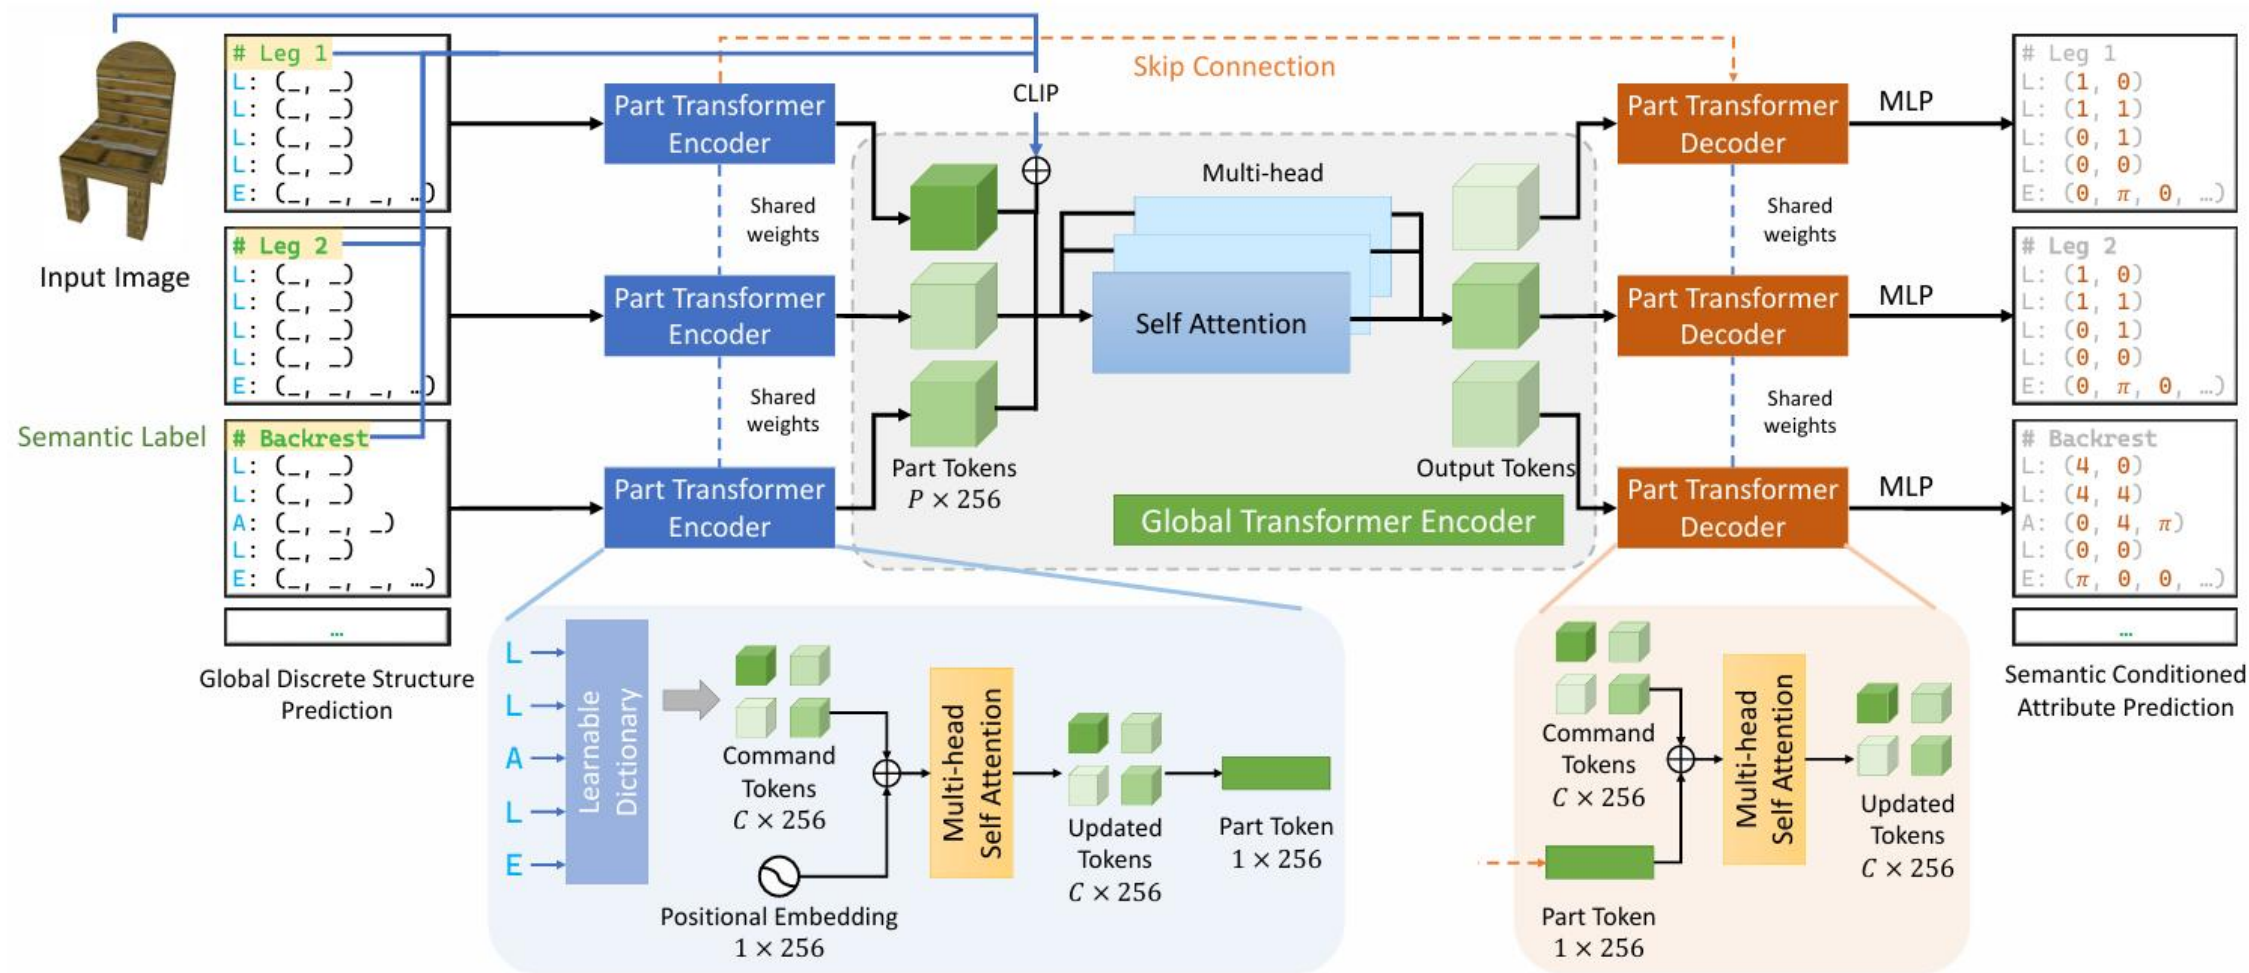 Input Image
Semantic Label
# Leg 1
L: (_, _)
L: (_, _)
L: (_, _)
L: (_, _)
E: (_, _, _, …)
# Leg 2
L: (_, _)
L: (_, _)
L: (_, _)
L: (_, _)
E: (_, _, _, …)
# Backrest
L: (_, _)
L: (_, _)
A: (_, _, _)
L: (_, _)
E: (_, _, _, …)
…
Global Discrete Structure
Prediction
Part Transformer
Encoder
Shared
weights
Part Transformer
Encoder
Shared
weights
Part Transformer
Encoder
Skip Connection
CLIP
Multi-head
Self Attention
Part Tokens
P × 256
Output Tokens
Global Transformer Encoder
Part Transformer
Decoder
Shared
weights
Part Transformer
Decoder
Shared
weights
Part Transformer
Decoder
MLP
MLP
MLP
# Leg 1
L: (1, 0)
L: (1, 1)
L: (0, 1)
L: (0, 0)
E: (0, π, 0, …)
# Leg 2
L: (1, 0)
L: (1, 1)
L: (0, 1)
L: (0, 0)
E: (0, π, 0, …)
# Backrest
L: (4, 0)
L: (4, 4)
A: (0, 4, π)
L: (0, 0)
E: (π, 0, 0, …)
…
Semantic Conditioned
Attribute Prediction
L
L
A
L
E
Learnable
Dictionary
Command
Tokens
C × 256
Positional Embedding
1 × 256
Multi-head
Self Attention
Updated
Tokens
C × 256
Part Token
1 × 256
Command
Tokens
C × 256
Part Token
1 × 256
Multi-head
Self Attention
Updated
Tokens
C × 256